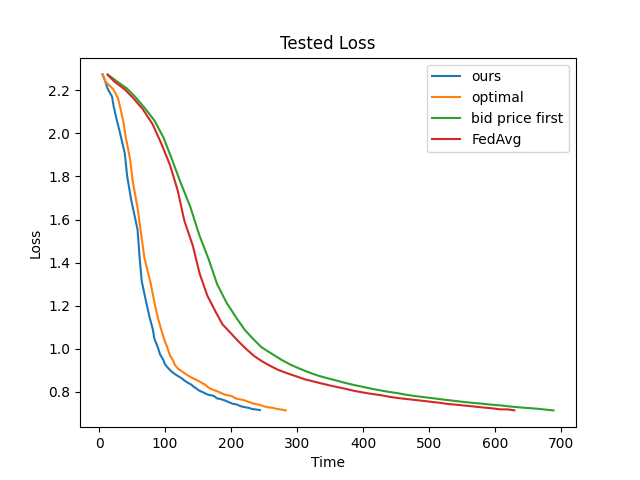 Tested Loss
ours
optimal
bid price first
FedAvg
2.2
2.0
1.8
1.6
1.4
1.2
1.0
0.8
Loss
0 100 200 300 400 500 600 700
Time